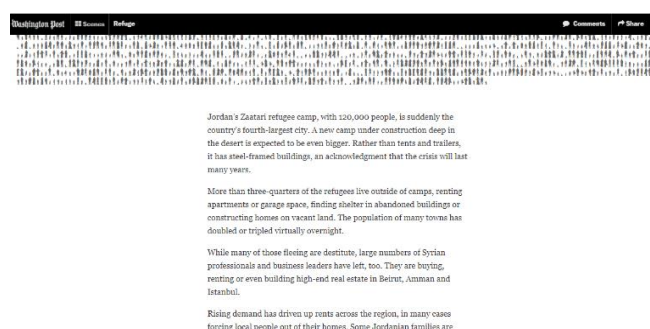 Washington Post Sections Refuge Comments Share
Jordan's Zaatari refugee camp, with 120,000 people, is suddenly the
country's fourth-largest city. A new camp under construction deep in
the desert is expected to be even bigger. Rather than tents and trailers,
it has steel-framed buildings, an acknowledgment that the crisis will last
many years.
More than three-quarters of the refugees live outside of camps, renting
apartments or garage space, finding shelter in abandoned buildings or
constructing homes on vacant land. The population of many towns has
doubled or tripled virtually overnight.
While many of those fleeing are destitute, large numbers of Syrian
professionals and business leaders have left, too. They are buying,
renting or even building high-end real estate in Beirut, Amman and
Istanbul.
Rising demand has driven up rents across the region, in many cases
forcing local people out of their homes. Some Jordanian families are